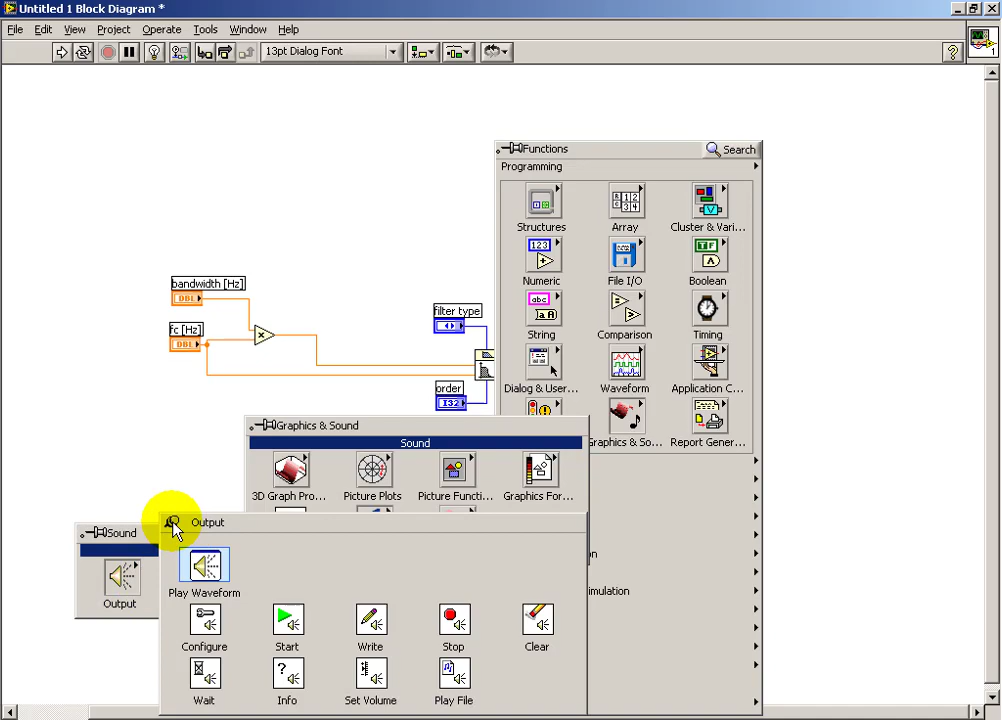 Untitled 1 Block Diagram *
File Edit View Project Operate Tools Window Help
13pt Dialog Font
?
1
Functions
Search
Programming
Structures
Array
Cluster & Vari...
Numeric
File I/O
Boolean
String
Comparison
Timing
Dialog & User...
Waveform
Application C...
Graphics & So...
Report Gener...
bandwidth [Hz]
DBL
fc [Hz]
DBL
filter type
order
I32
Graphics & Sound
Sound
3D Graph Pro...
Picture Plots
Picture Functi...
Graphics For...
Sound
Output
Output
Play Waveform
Configure
Start
Write
Stop
Clear
Wait
Info
Set Volume
Play File
on
imulation